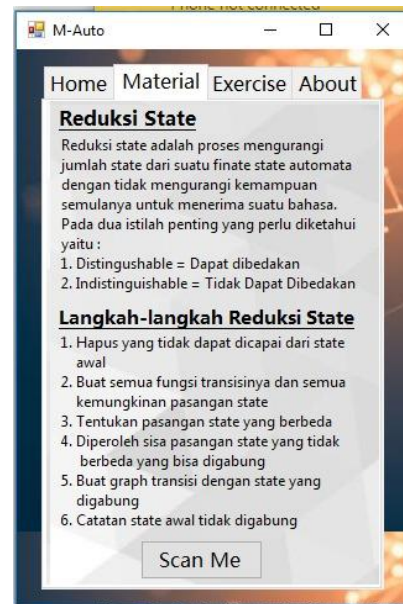 Phone not connected
M-Auto
Home Material Exercise About
Reduksi State
Reduksi state adalah proses mengurangi
jumlah state dari suatu finate state automata
dengan tidak mengurangi kemampuan
semulanya untuk menerima suatu bahasa.
Pada dua istilah penting yang perlu diketahui
yaitu :
1. Distingushable = Dapat dibedakan
2. Indistinguishable = Tidak Dapat Dibedakan
Langkah-langkah Reduksi State
1. Hapus yang tidak dapat dicapai dari state
awal
2. Buat semua fungsi transisinya dan semua
kemungkinan pasangan state
3. Tentukan pasangan state yang berbeda
4. Diperoleh sisa pasangan state yang tidak
berbeda yang bisa digabung
5. Buat graph transisi dengan state yang
digabung
6. Catatan state awal tidak digabung
Scan Me